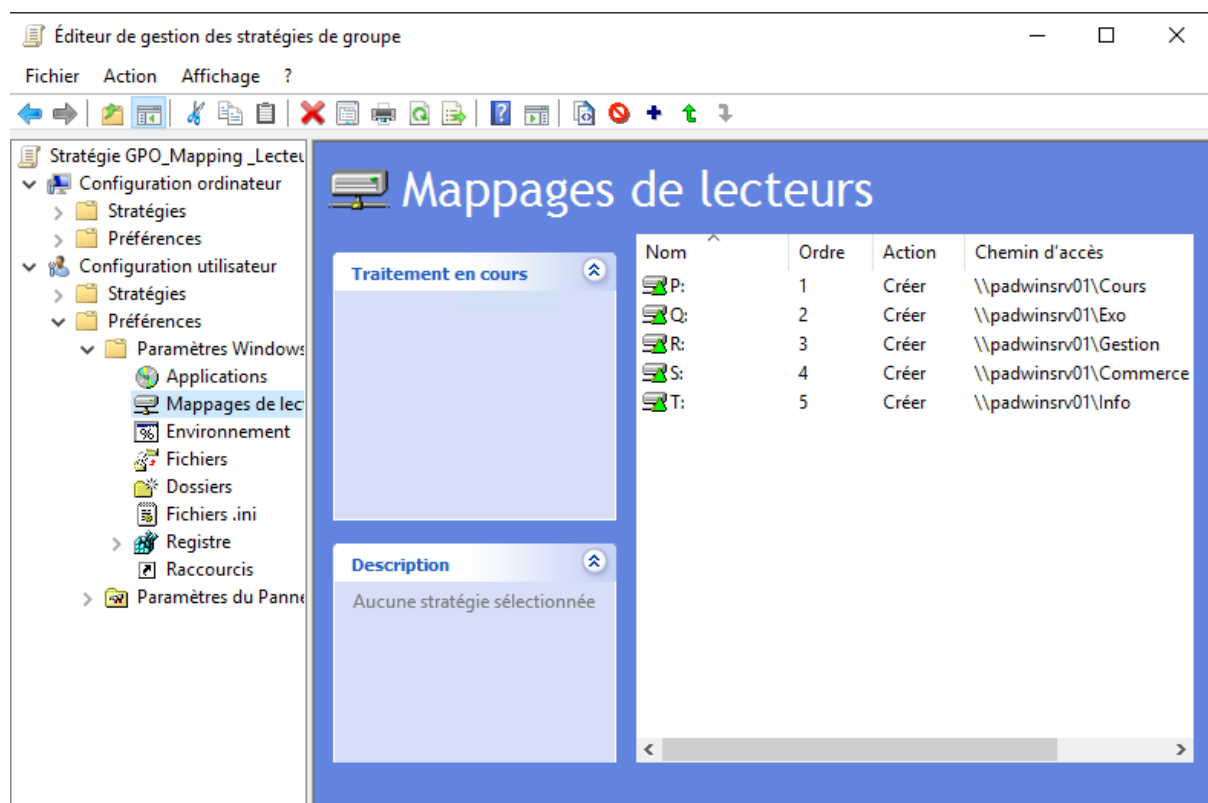 Éditeur de gestion des stratégies de groupe
Fichier Action Affichage ?
Stratégie GPO_Mapping _Lecteu
Configuration ordinateur
Stratégies
Préférences
Configuration utilisateur
Stratégies
Préférences
Paramètres Windows
Applications
Mappages de lec
Environnement
Fichiers
Dossiers
Fichiers .ini
Registre
Raccourcis
Paramètres du Panne
Mappages de lecteurs
Traitement en cours
Description
Aucune stratégie sélectionnée
Nom Ordre Action Chemin d'accès
P: 1 Créer \\padwinsrv01\Cours
Q: 2 Créer \\padwinsrv01\Exo
R: 3 Créer \\padwinsrv01\Gestion
S: 4 Créer \\padwinsrv01\Commerce
T: 5 Créer \\padwinsrv01\Info